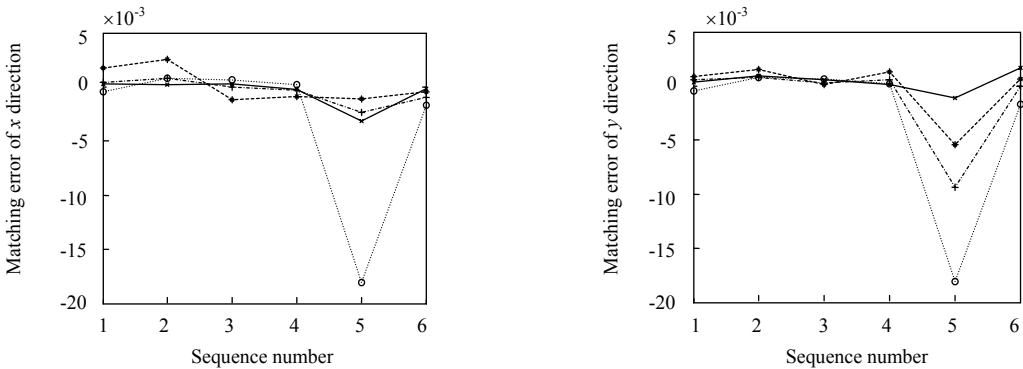 ×10-3
5
0
-5
-10
-15
-20
1 2 3 4 5 6
Matching error of x direction
Sequence number
×10-3
5
0
-5
-10
-15
-20
1 2 3 4 5 6
Matching error of y direction
Sequence number